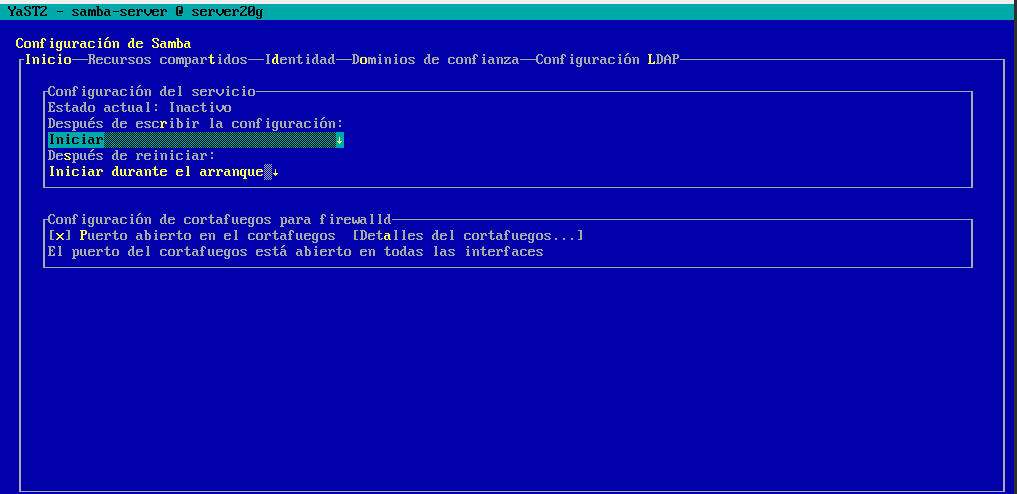 YaST2 - samba-server @ server20g
Configuración de Samba
Inicio Recursos compartidos Identidad Dominios de confianza Configuración LDAP
Configuración del servicio
Estado actual: Inactivo
Después de escribir la configuración:
Iniciar ↓
Después de reiniciar:
Iniciar durante el arranque ↓
Configuración de cortafuegos para firewalld
[x] Puerto abierto en el cortafuegos [Detalles del cortafuegos...]
El puerto del cortafuegos está abierto en todas las interfaces